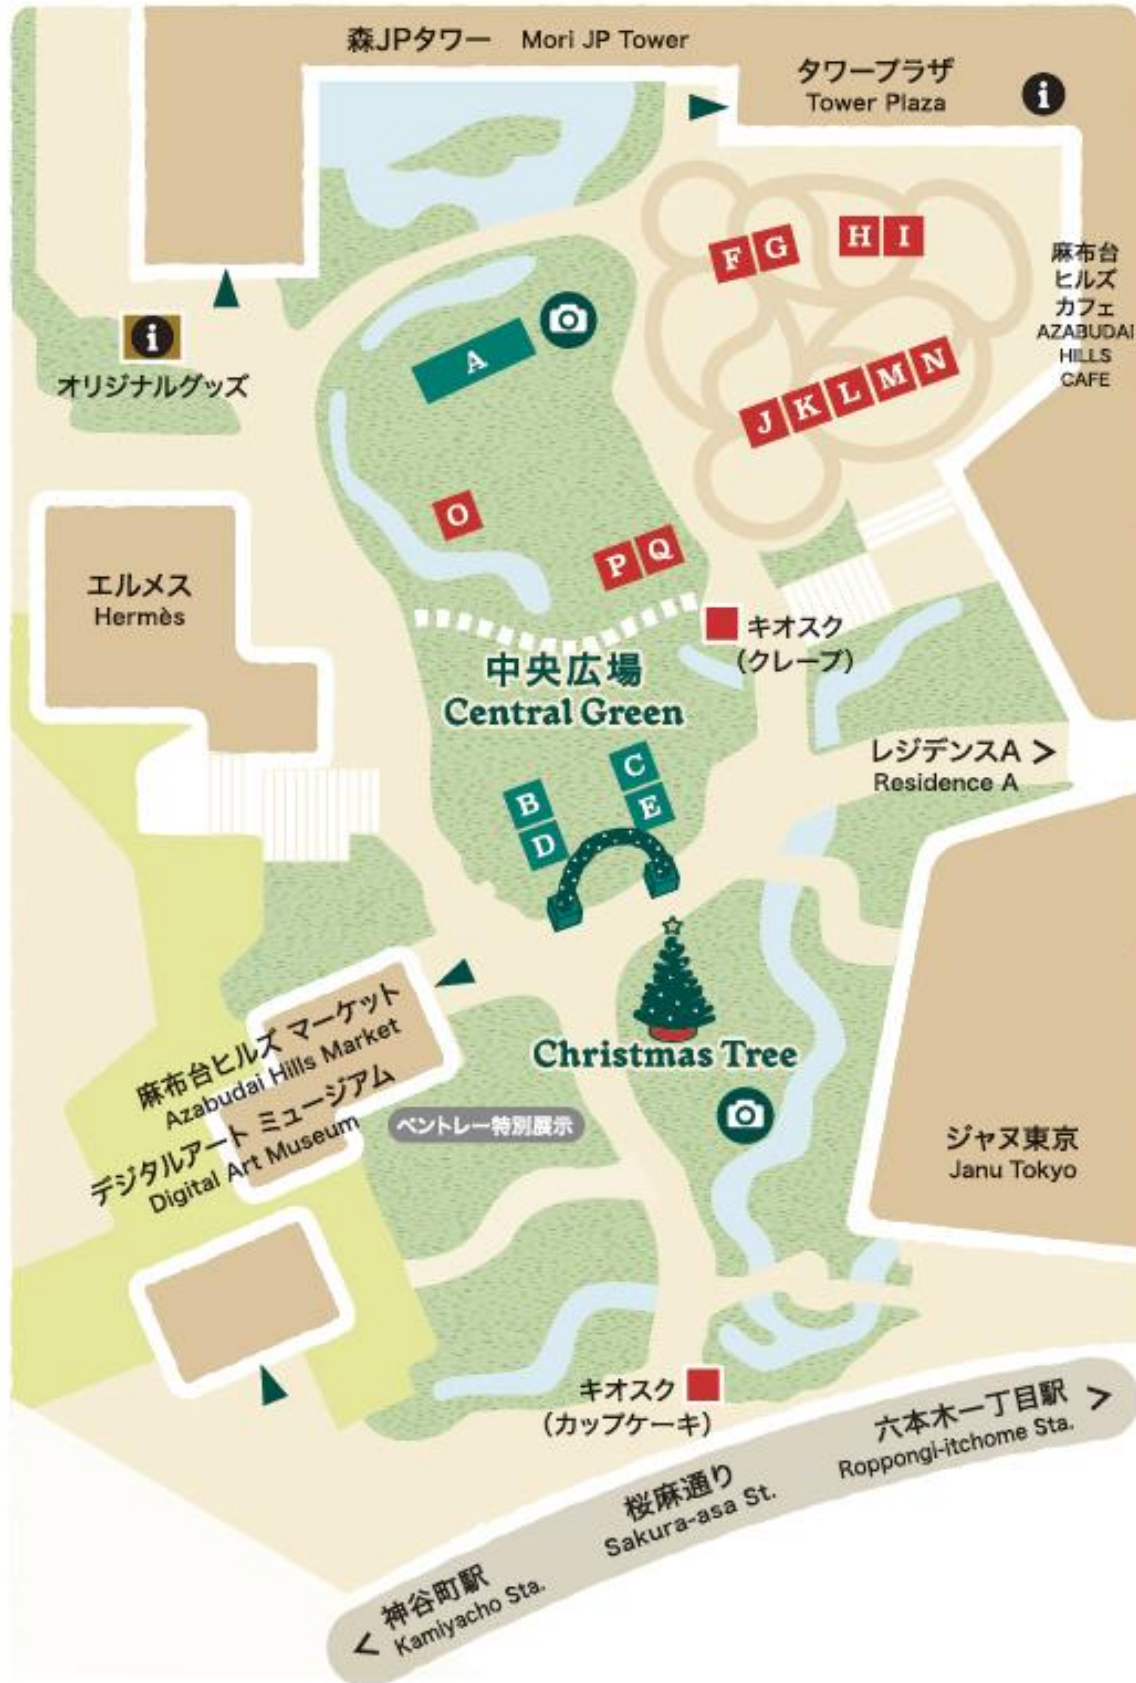 森JPタワー Mori JP Tower
タワープラザ
Tower Plaza
i
F G H I
麻布台
ヒルズ
カフェ
AZABUDAI
HILLS
CAFE
i
オリジナルグッズ
A
J K L M N
O
P Q
エルメス
Hermès
キオスク
(クレープ)
中央広場
Central Green
レジデンスA >
Residence A
B
C
D
E
麻布台ヒルズ マーケット
Azabudai Hills Market
デジタルアート ミュージアム
Digital Art Museum
Christmas Tree
ベントレー特別展示
ジャヌ東京
Janu Tokyo
キオスク
(カップケーキ)
六本木一丁目駅 >
Roppongi-itchome Sta.
桜麻通り
Sakura-asa St.
神谷町駅
< Kamiyacho Sta.